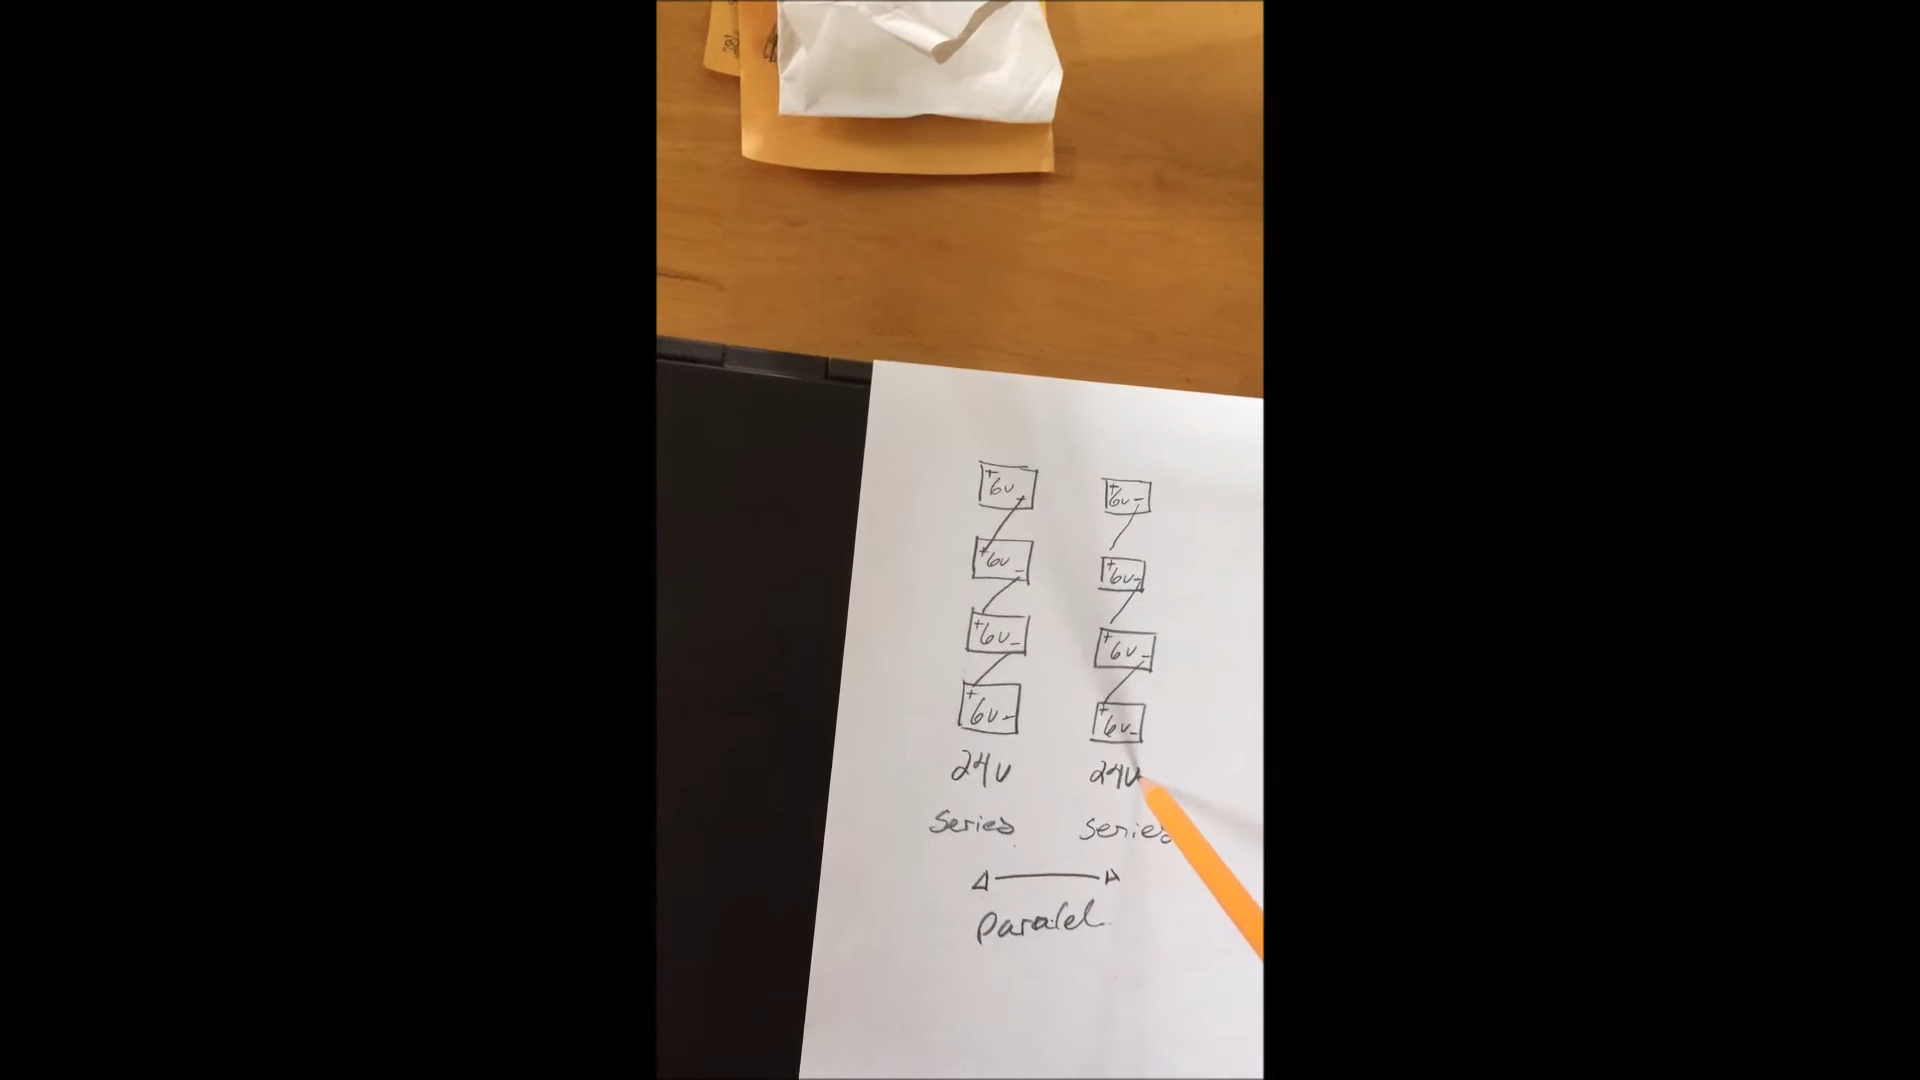 +6v- +6v-
+6v- +6v-
+6v- +6v-
+6v- +6v-
24v 24v
series series
paralel